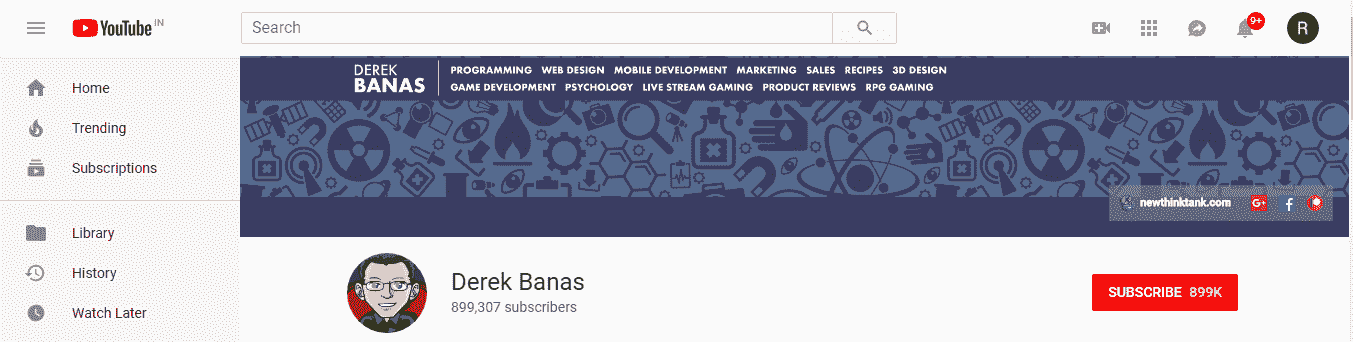 YouTube IN
Search
9+
R
Home
Trending
Subscriptions
Library
History
Watch Later
DEREK
BANAS
PROGRAMMING WEB DESIGN MOBILE DEVELOPMENT MARKETING SALES RECIPES 3D DESIGN
GAME DEVELOPMENT PSYCHOLOGY LIVE STREAM GAMING PRODUCT REVIEWS RPG GAMING
newthinktank.com G+ f
Derek Banas
899,307 subscribers
SUBSCRIBE 899K